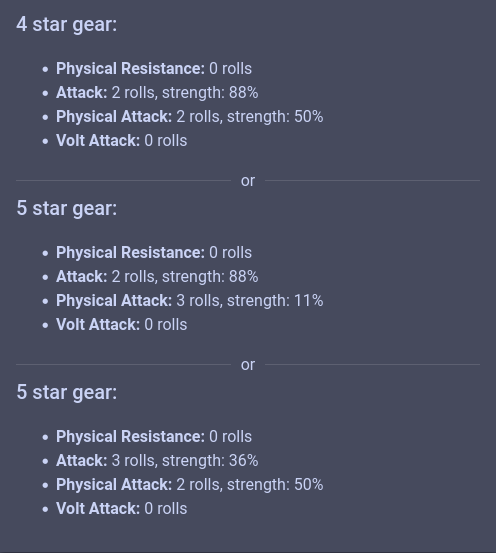 4 star gear:
Physical Resistance: 0 rolls
Attack: 2 rolls, strength: 88%
Physical Attack: 2 rolls, strength: 50%
Volt Attack: 0 rolls
or
5 star gear:
Physical Resistance: 0 rolls
Attack: 2 rolls, strength: 88%
Physical Attack: 3 rolls, strength: 11%
Volt Attack: 0 rolls
or
5 star gear:
Physical Resistance: 0 rolls
Attack: 3 rolls, strength: 36%
Physical Attack: 2 rolls, strength: 50%
Volt Attack: 0 rolls